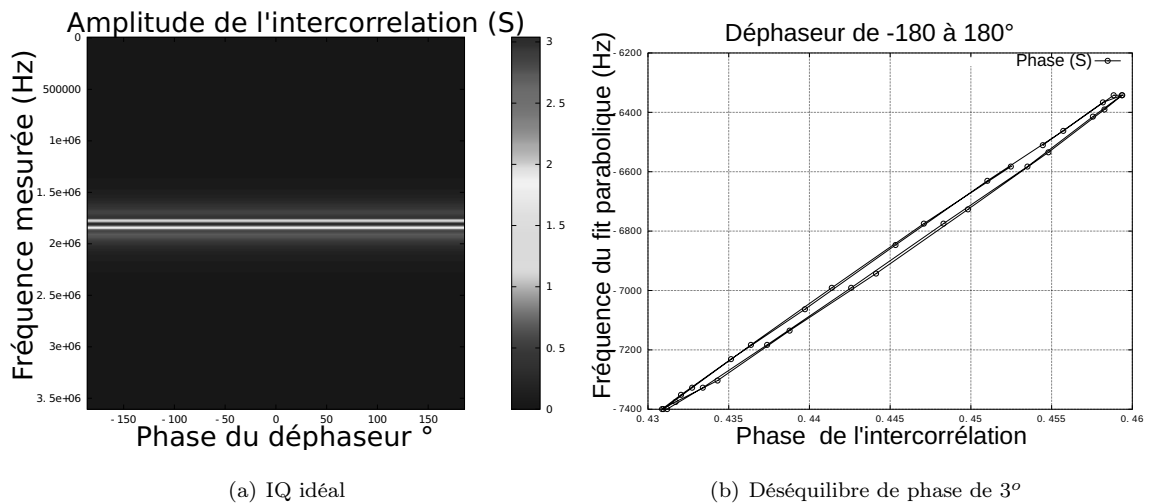 Amplitude de l'intercorrelation (S)
Fréquence mesurée (Hz)
0
500000
1e+06
1.5e+06
2e+06
2.5e+06
3e+06
3.5e+06
-150
-100
-50
0
50
100
150
Phase du déphaseur °
3
2.5
2
1.5
1
0.5
0
(a) IQ idéal
Déphaseur de -180 à 180°
Phase (S)
Fréquence du fit parabolique (Hz)
-6200
-6400
-6600
-6800
-7000
-7200
-7400
0.43
0.435
0.44
0.445
0.45
0.455
0.46
Phase de l'intercorrélation
(b) Déséquilibre de phase de 3º